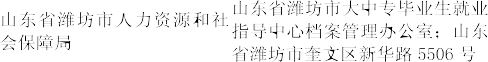 山东省潍坊市人力资源和社
会保障局
山东省潍坊市大中专毕业生就业
指导中心档案管理办公室；山东
省潍坊市奎文区新华路 5506 号